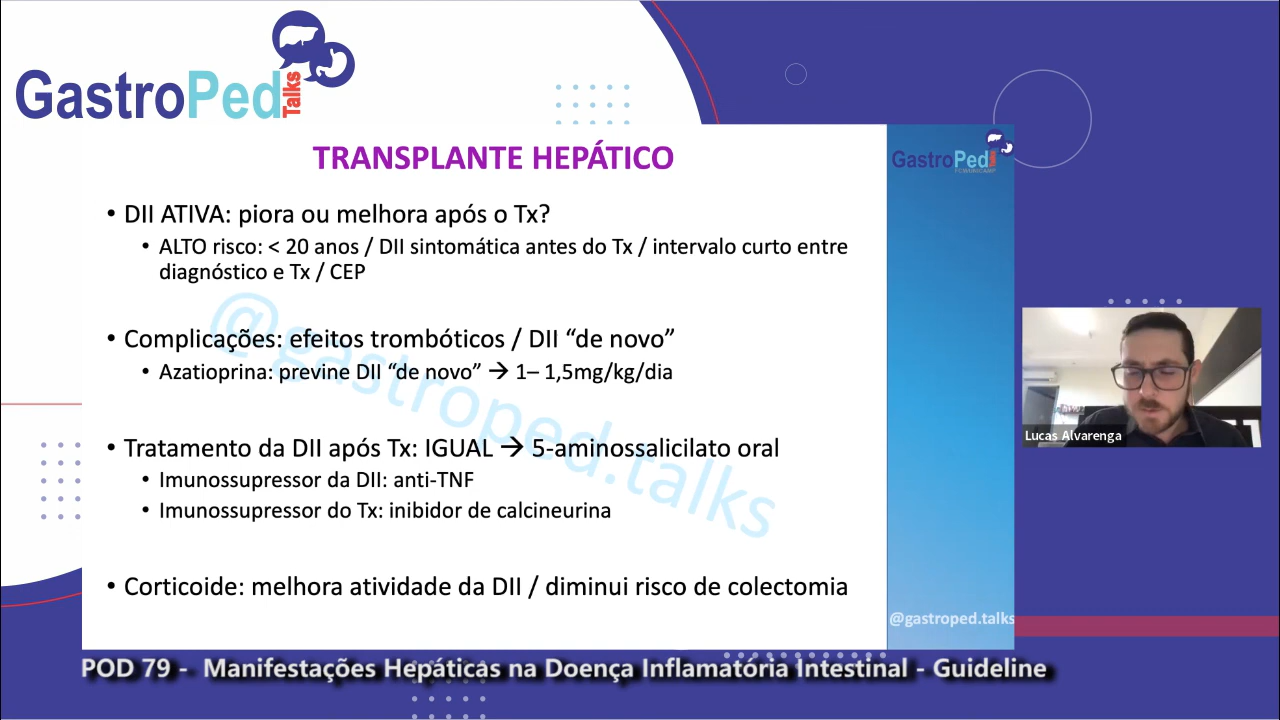 GastroPed
Talks
GastroPed
TRANSPLANTE HEPÁTICO
• DII ATIVA: piora ou melhora após o Tx?
• ALTO risco: < 20 anos / DII sintomática antes do Tx / intervalo curto entre
diagnóstico e Tx / CEP
• Complicações: efeitos trombóticos / DII “de novo”
• Azatioprina: previne DII “de novo” → 1– 1,5mg/kg/dia
• Tratamento da DII após Tx: IGUAL → 5-aminossalicilato oral
• Imunossupressor da DII: anti-TNF
• Imunossupressor do Tx: inibidor de calcineurina
• Corticoide: melhora atividade da DII / diminui risco de colectomia
@gastroped.talks
@gastroped.talks
Lucas Alvarenga
POD 79 - Manifestações Hepáticas na Doença Inflamatória Intestinal - Guideline